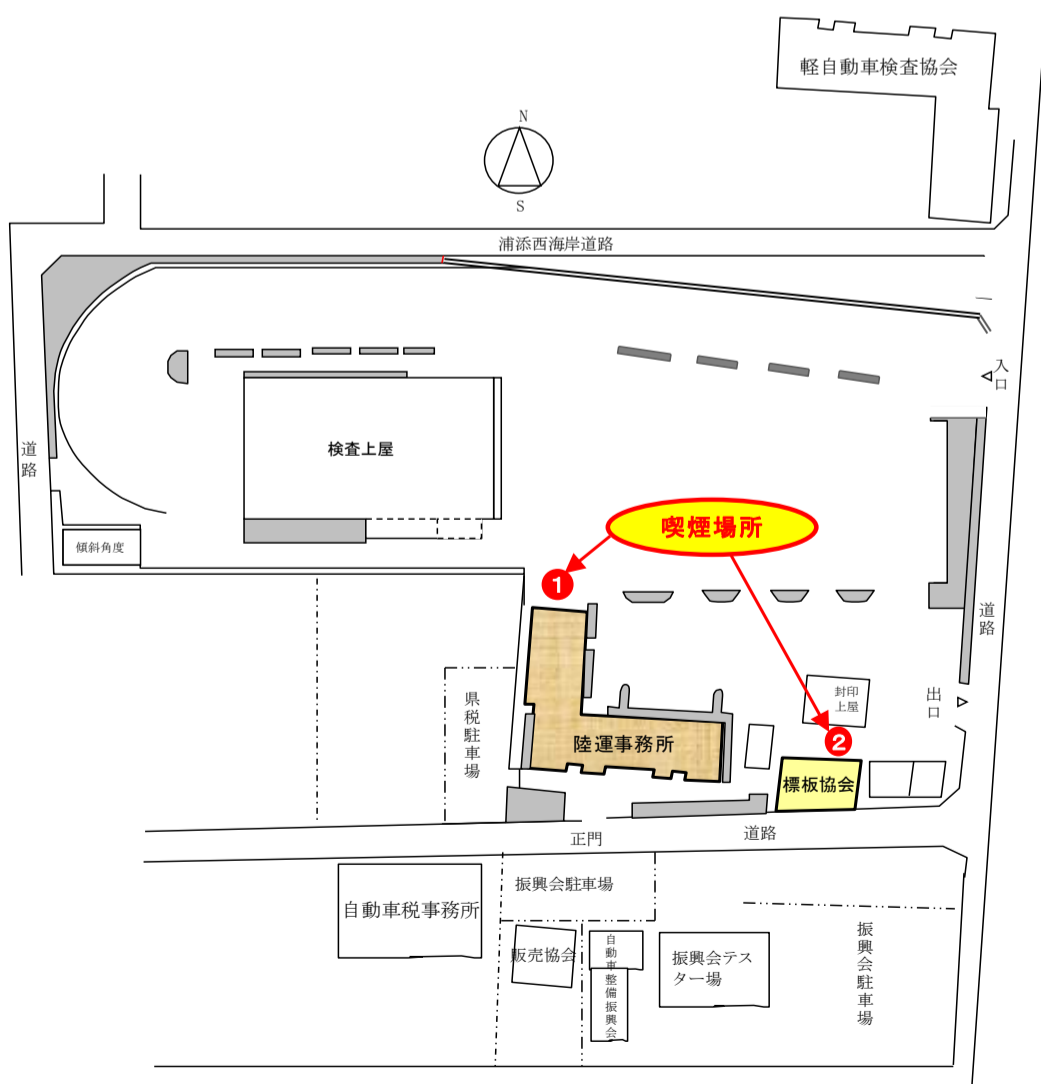 軽自動車検査協会
N
S
浦添西海岸道路
入口
道路
検査上屋
喫煙場所
傾斜角度
1
道路
県税駐車場
封印
上屋
出口
陸運事務所
2
標板協会
正門
道路
自動車税事務所
振興会駐車場
販売協会
自動車整備振興会
振興会テス
ター場
振興会駐車場